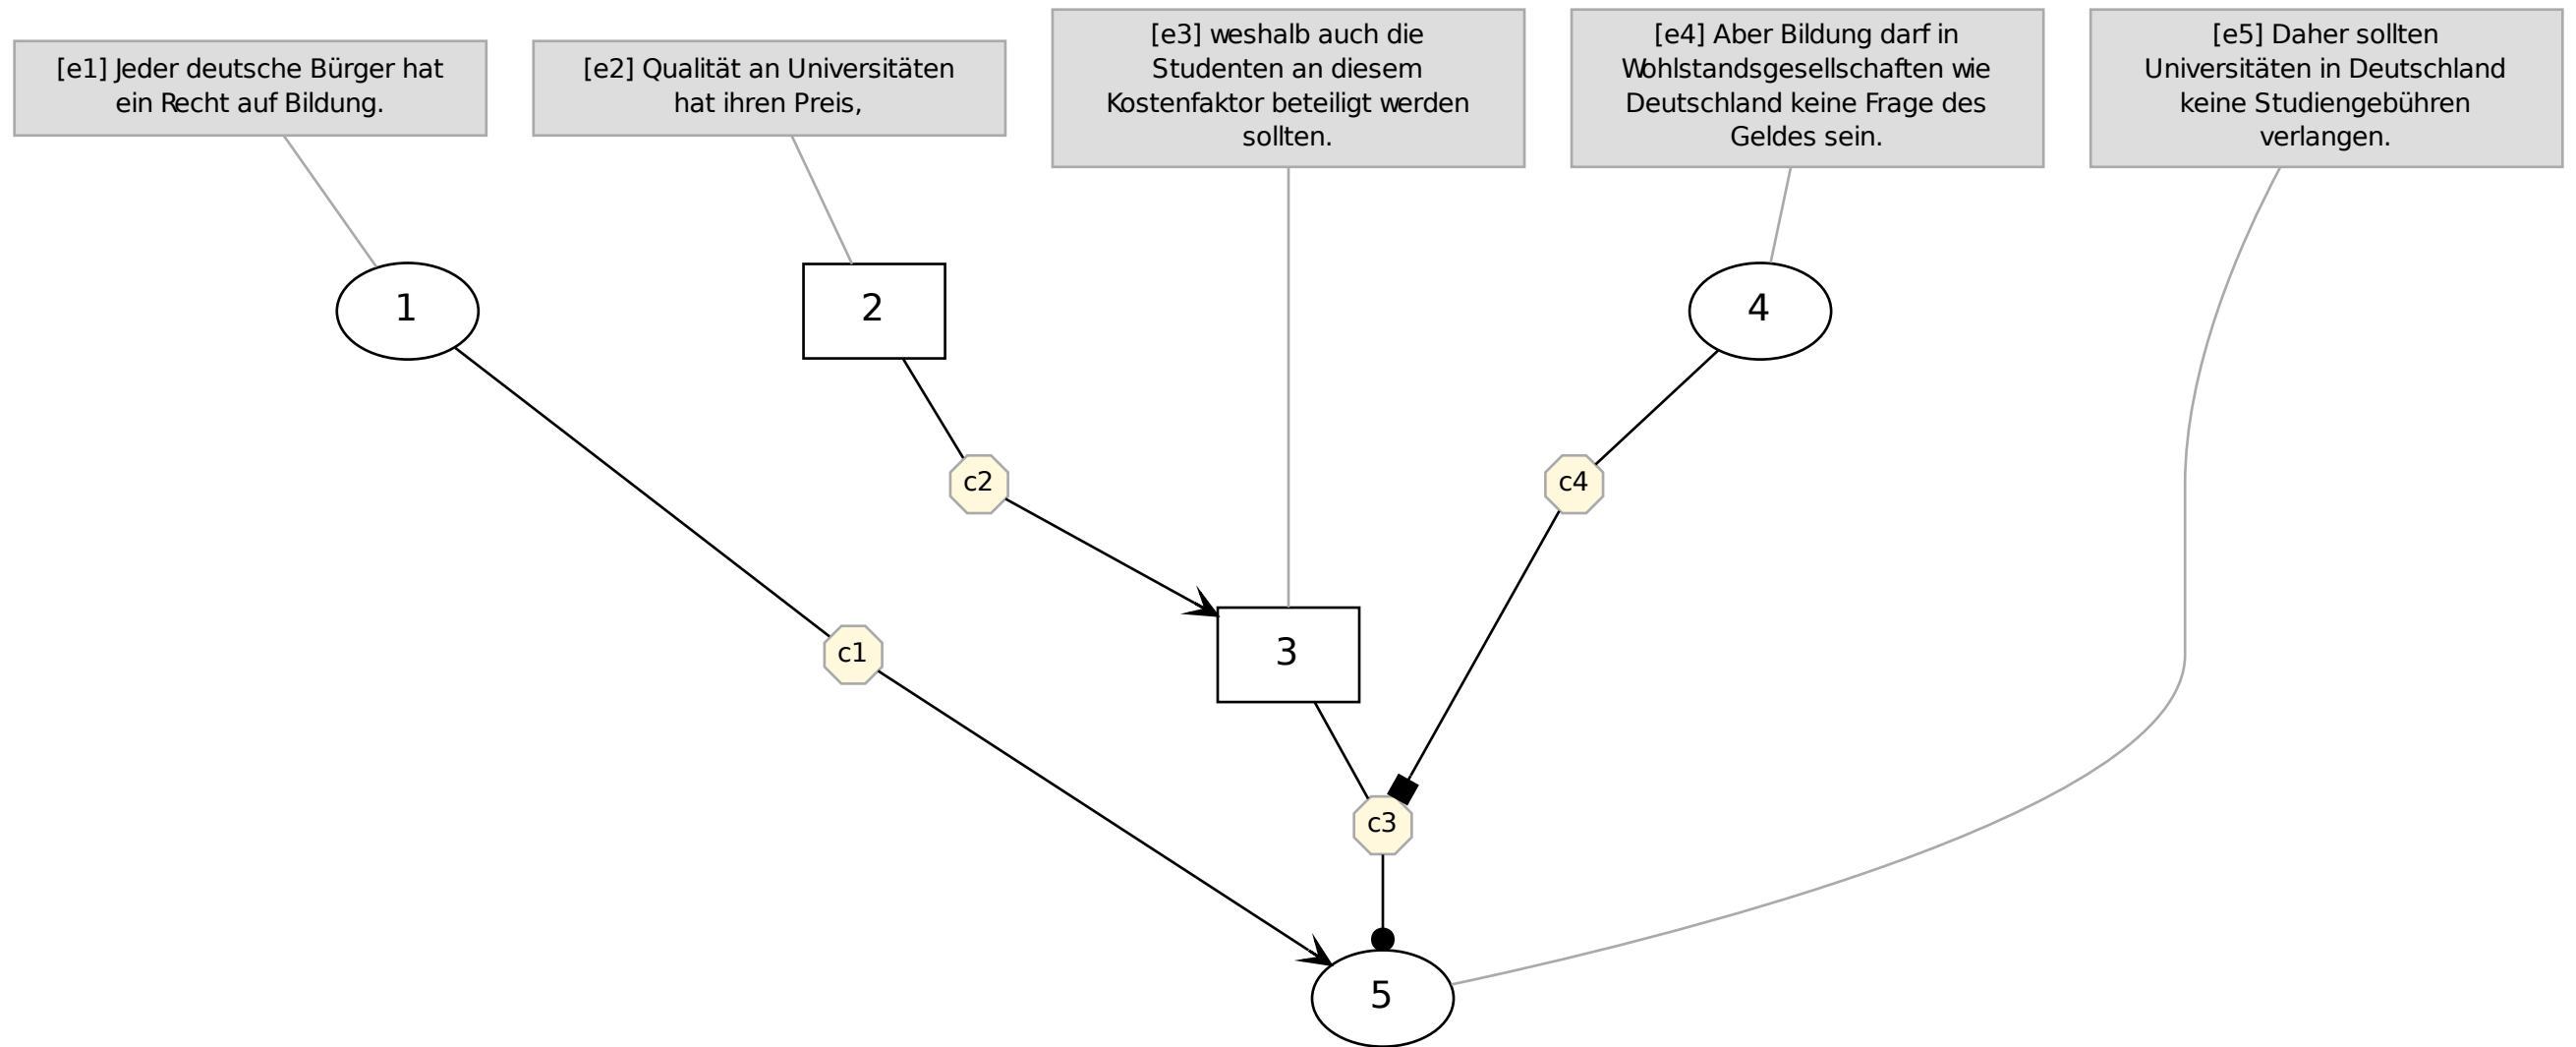 [e1] Jeder deutsche Bürger hat
ein Recht auf Bildung.
[e2] Qualität an Universitäten
hat ihren Preis,
[e3] weshalb auch die
Studenten an diesem
Kostenfaktor beteiligt werden
sollten.
[e4] Aber Bildung darf in
Wohlstandsgesellschaften wie
Deutschland keine Frage des
Geldes sein.
[e5] Daher sollten
Universitäten in Deutschland
keine Studiengebühren
verlangen.
1
2
4
c2
c4
c1
3
c3
5